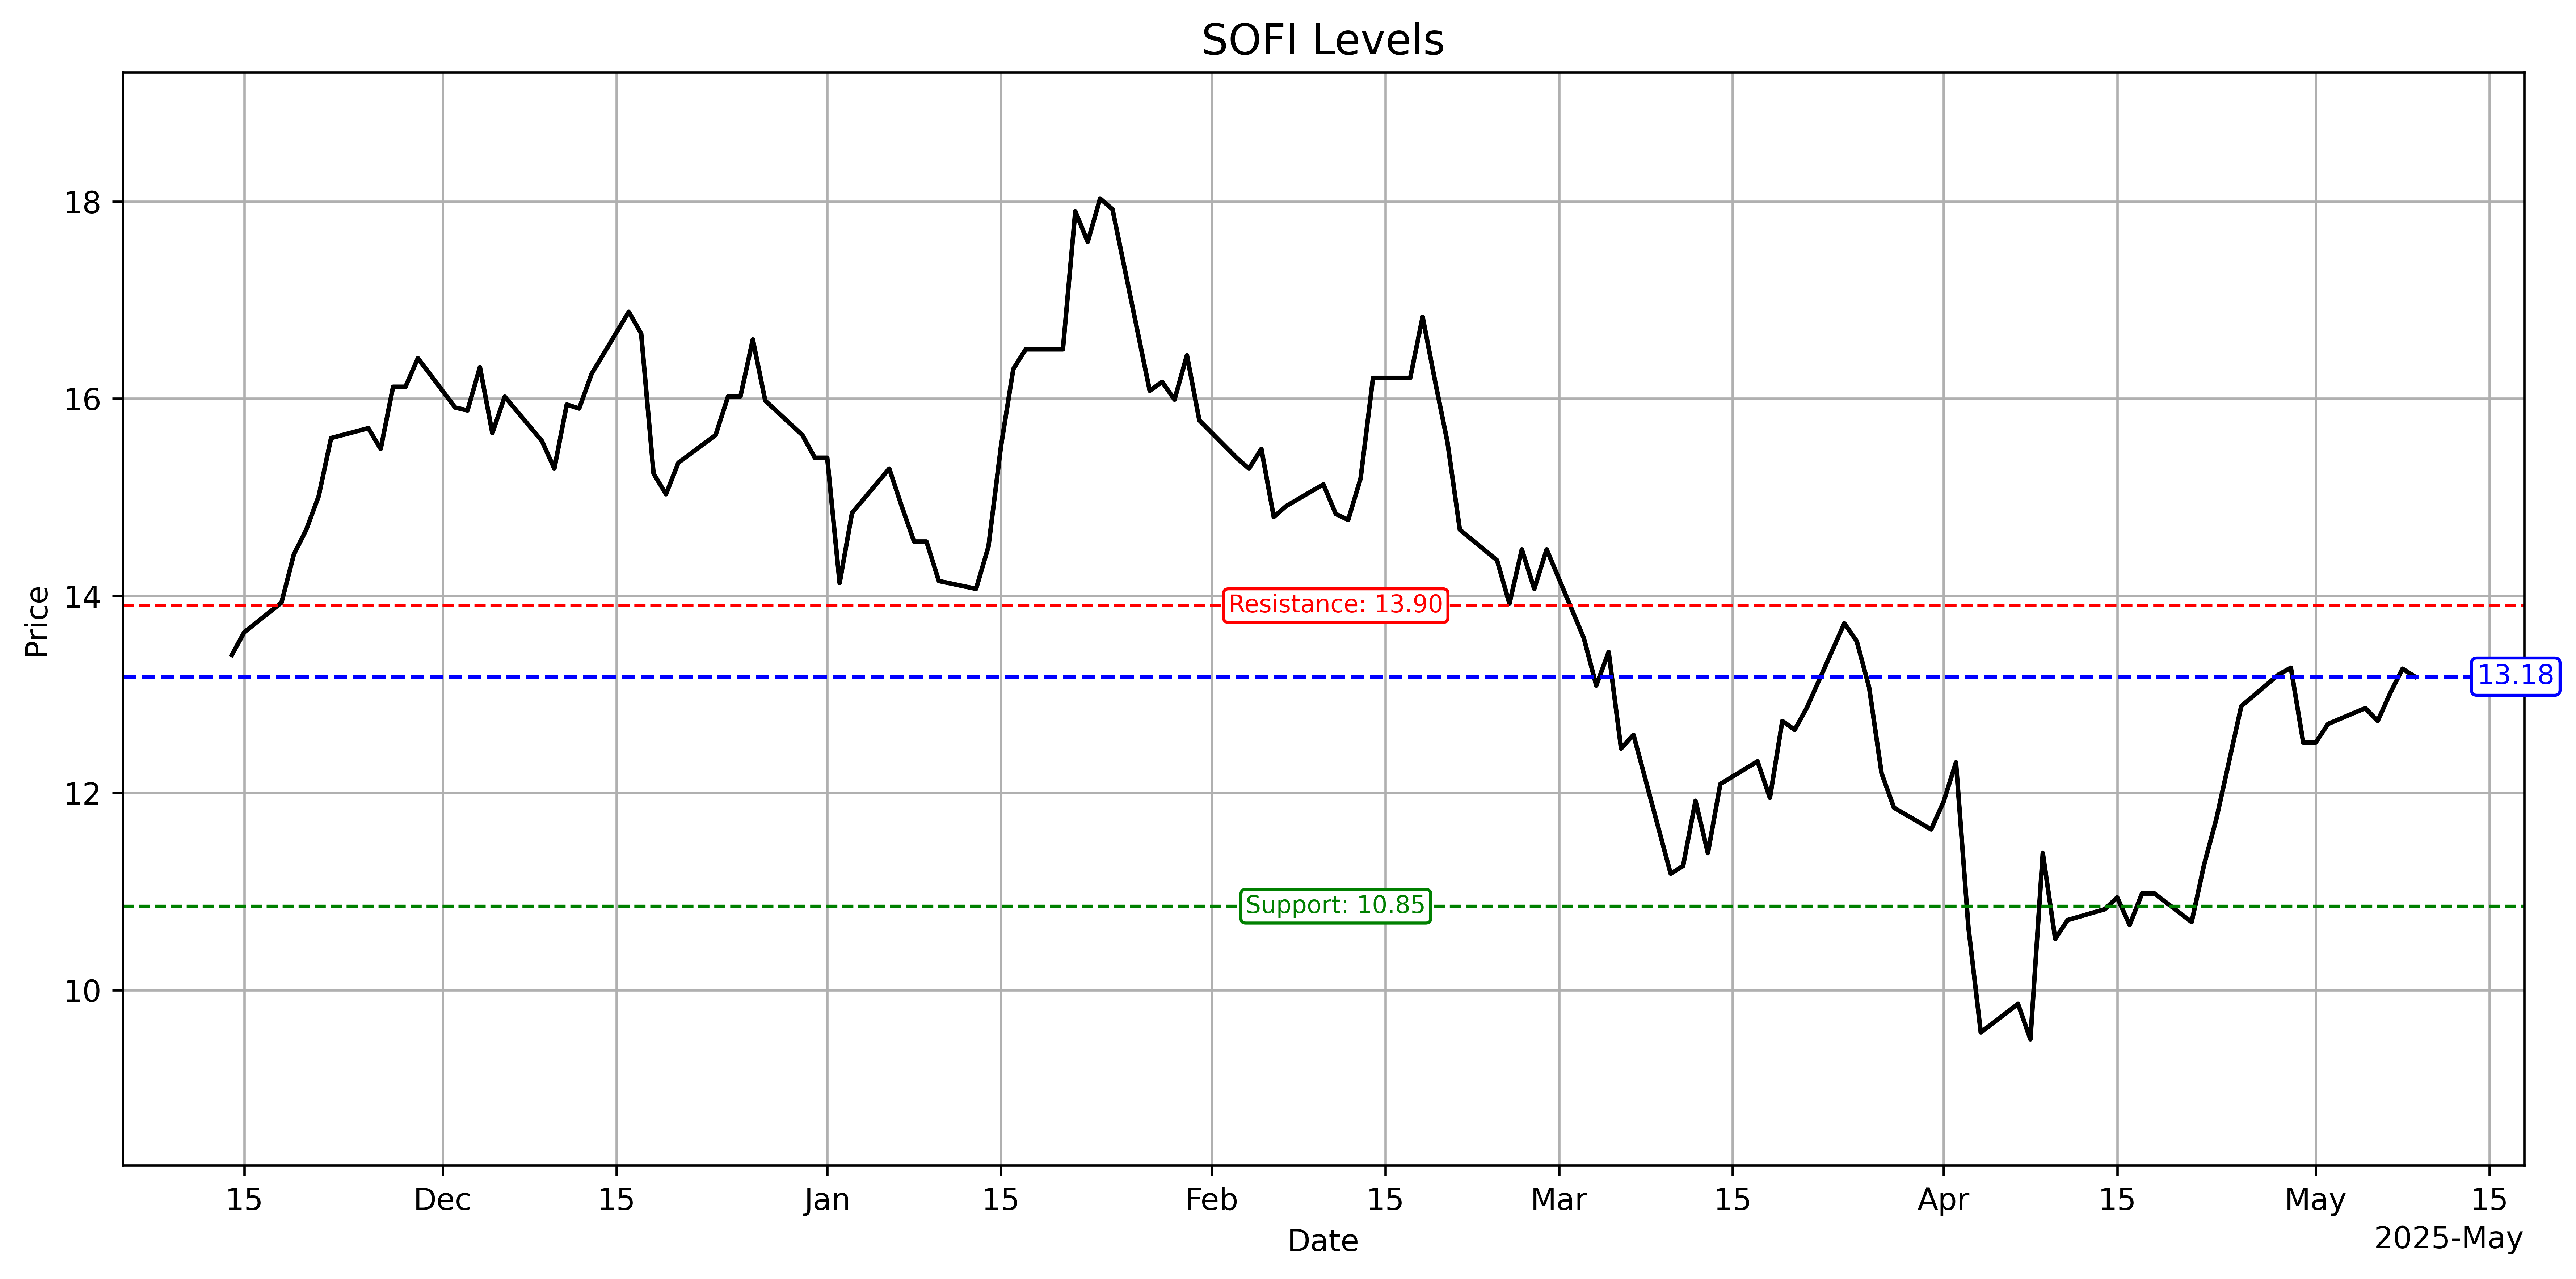 SOFI Levels
Price
18
16
14
12
10
Resistance: 13.90
13.18
Support: 10.85
15 Dec 15 Jan 15 Feb 15 Mar 15 Apr 15 May 15
Date
2025-May